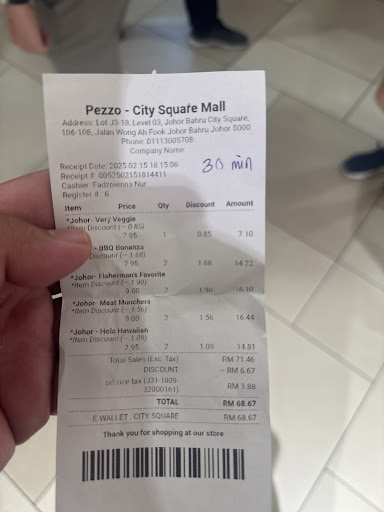 Pezzo - City Square Mall
Address: Lot J3-18, Level 03, Johor Bahru City Square,
106-108, Jalan Wong Ah Fook Johor Bahru Johor 8000
Phone: 01113005708
Company Name:
Receipt Date: 2025 02 15 18:15:06
30 min
Receipt #: 0052502151814411
Cashier: Fadzreenna Nur
Register #: 6
Item Price Qty Discount Amount
*Johor- Very Veggie
*Item Discount (- 0.85)
7.95 1 0.85 7.10
- BBQ Bonanza
Discount (- 1.68)
7.95 2 1.68 14.22
*Johor- Fisherman's Favorite
*Item Discount (- 1.90)
9.00 2 1.90 16.10
*Johor- Meat Munchers
*Item Discount (- 1.56)
9.00 2 1.56 16.44
*Johor - Hola Hawaiian
*Item Discount (- 1.09)
7.95 2 1.09 14.81
Total Sales (Exc. Tax) RM 71.46
DISCOUNT - RM 6.67
service tax (J31-1809-
32000161) RM 3.88
TOTAL RM 68.67
E WALLET : CITY SQUARE RM 68.67
Thank you for shopping at our store